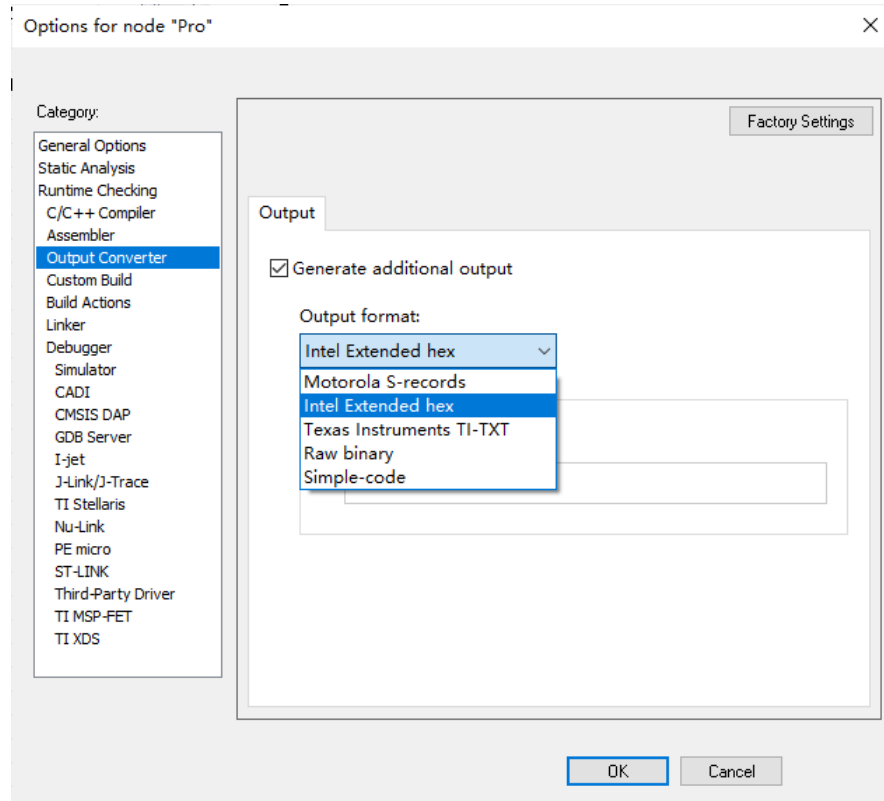 Options for node "Pro"
Category:
Factory Settings
General Options
Static Analysis
Runtime Checking
C/C++ Compiler
Assembler
Output Converter
Custom Build
Build Actions
Linker
Debugger
Simulator
CADI
CMSIS DAP
GDB Server
I-jet
J-Link/J-Trace
TI Stellaris
Nu-Link
PE micro
ST-LINK
Third-Party Driver
TI MSP-FET
TI XDS
Output
Generate additional output
Output format:
Intel Extended hex
Motorola S-records
Intel Extended hex
Texas Instruments TI-TXT
Raw binary
Simple-code
OK
Cancel